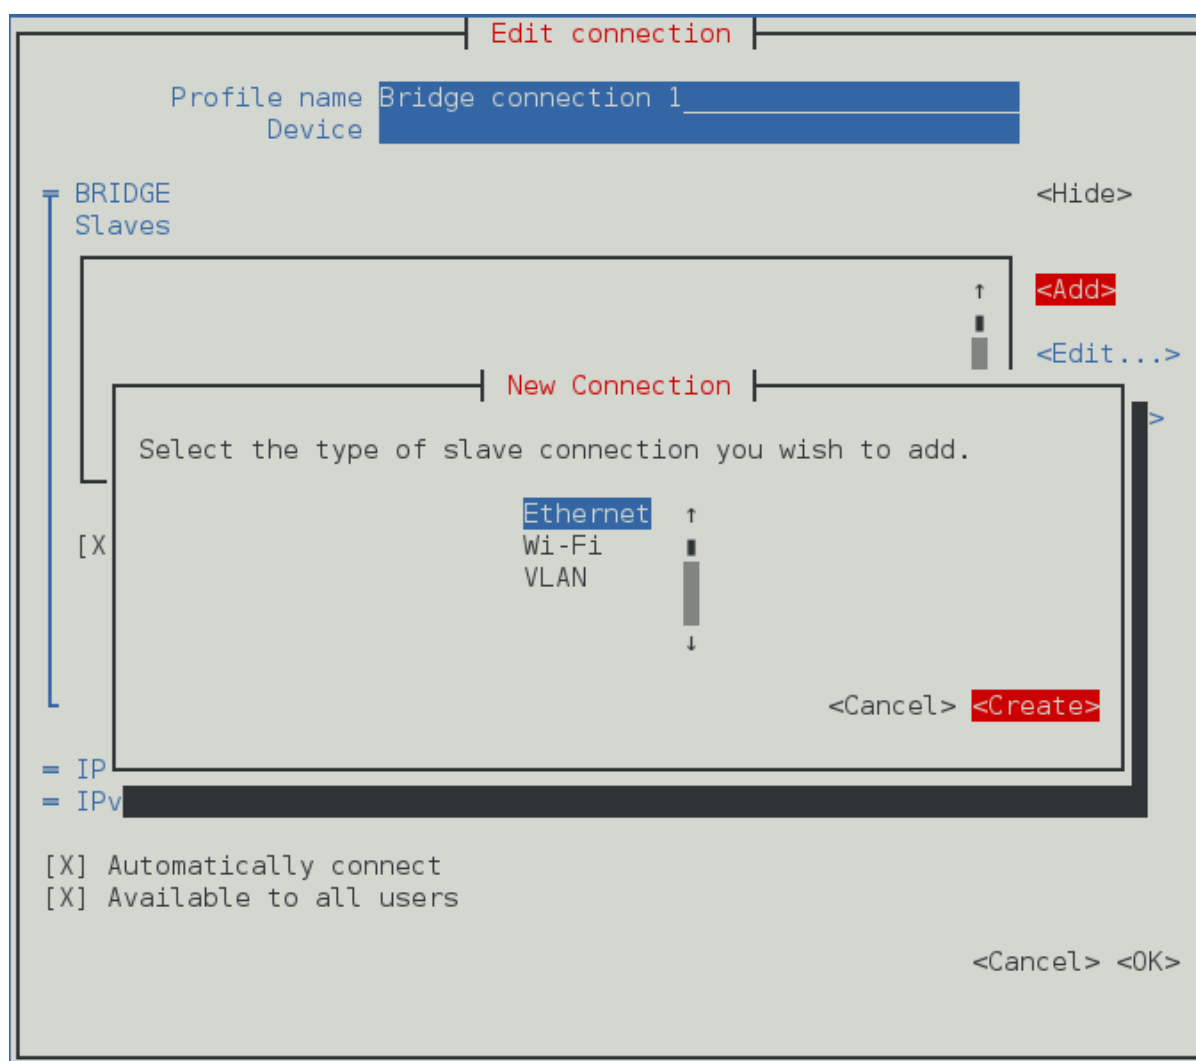 Edit connection
Profile name Bridge connection 1
Device
BRIDGE <Hide>
Slaves
↑ <Add>
<Edit...>
New Connection
>
Select the type of slave connection you wish to add.
Ethernet ↑
[X Wi-Fi
VLAN
↓
<Cancel> <Create>
= IP
= IPv
[X] Automatically connect
[X] Available to all users
<Cancel> <OK>